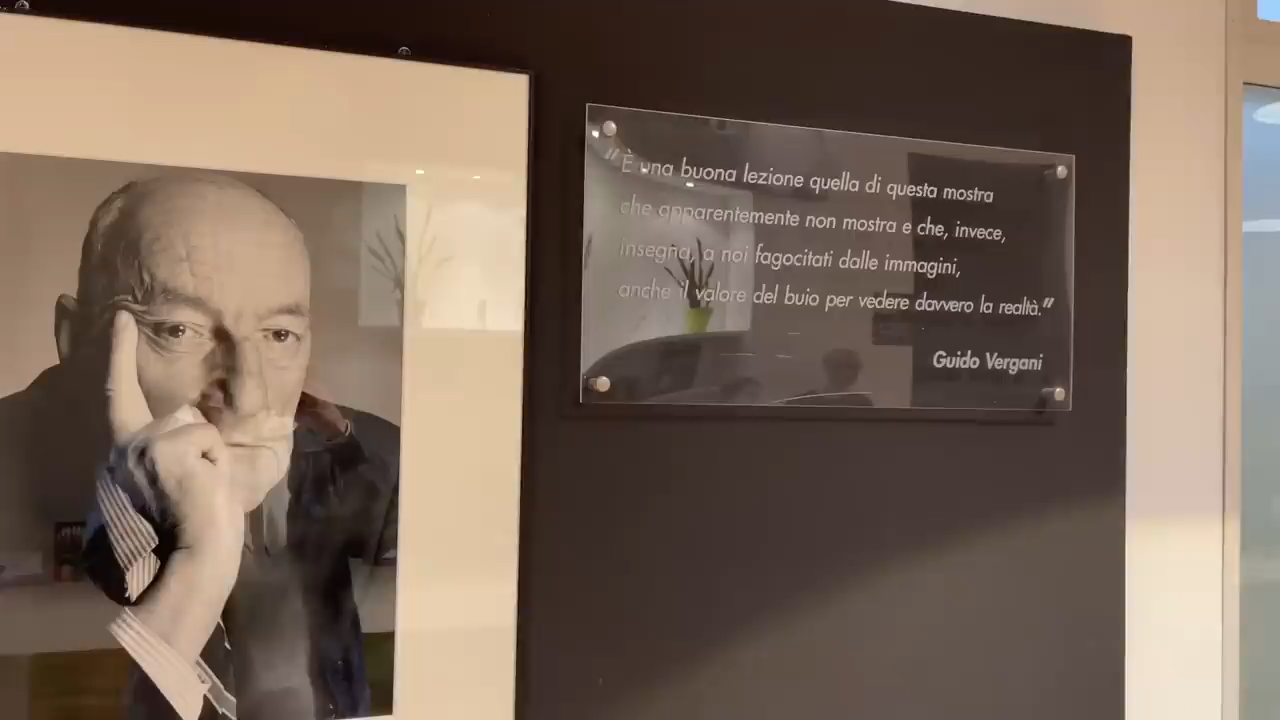 "È una buona lezione quella di questa mostra
che apparentemente non mostra e che, invece,
insegna, a noi fagocitati dalle immagini,
anche il valore del buio per vedere davvero la realtà."
Guido Vergani